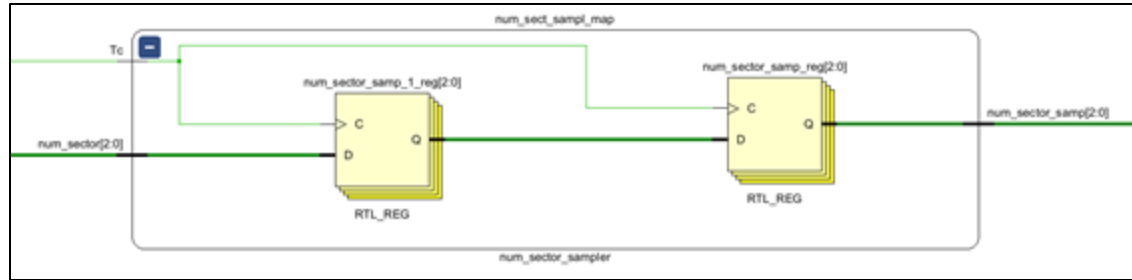 num_sect_sampl_map
Tc
num_sector_samp_1_reg[2:0]
num_sector_samp_reg[2:0]
C
C
num_sector_samp[2:0]
num_sector[2:0]
D
Q
D
Q
RTL_REG
RTL_REG
num_sector_sampler